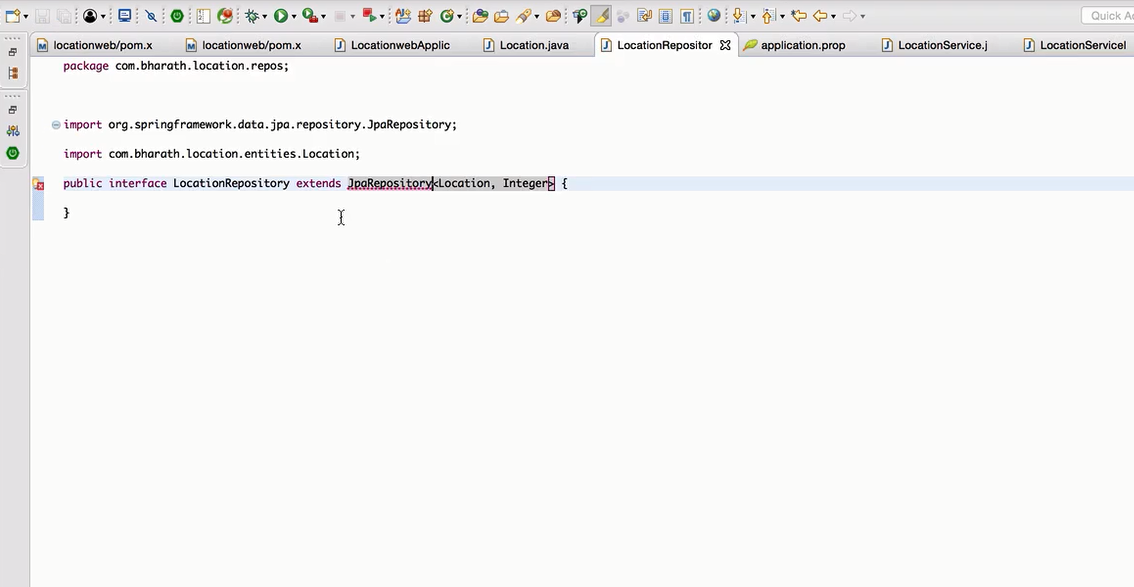 Quick Ac
locationweb/pom.x locationweb/pom.x LocationwebApplic Location.java LocationRepositor application.prop LocationService.j LocationServiceI
package com.bharath.location.repos;
import org.springframework.data.jpa.repository.JpaRepository;
import com.bharath.location.entities.Location;
public interface LocationRepository extends JpaRepository<Location, Integer> {
}